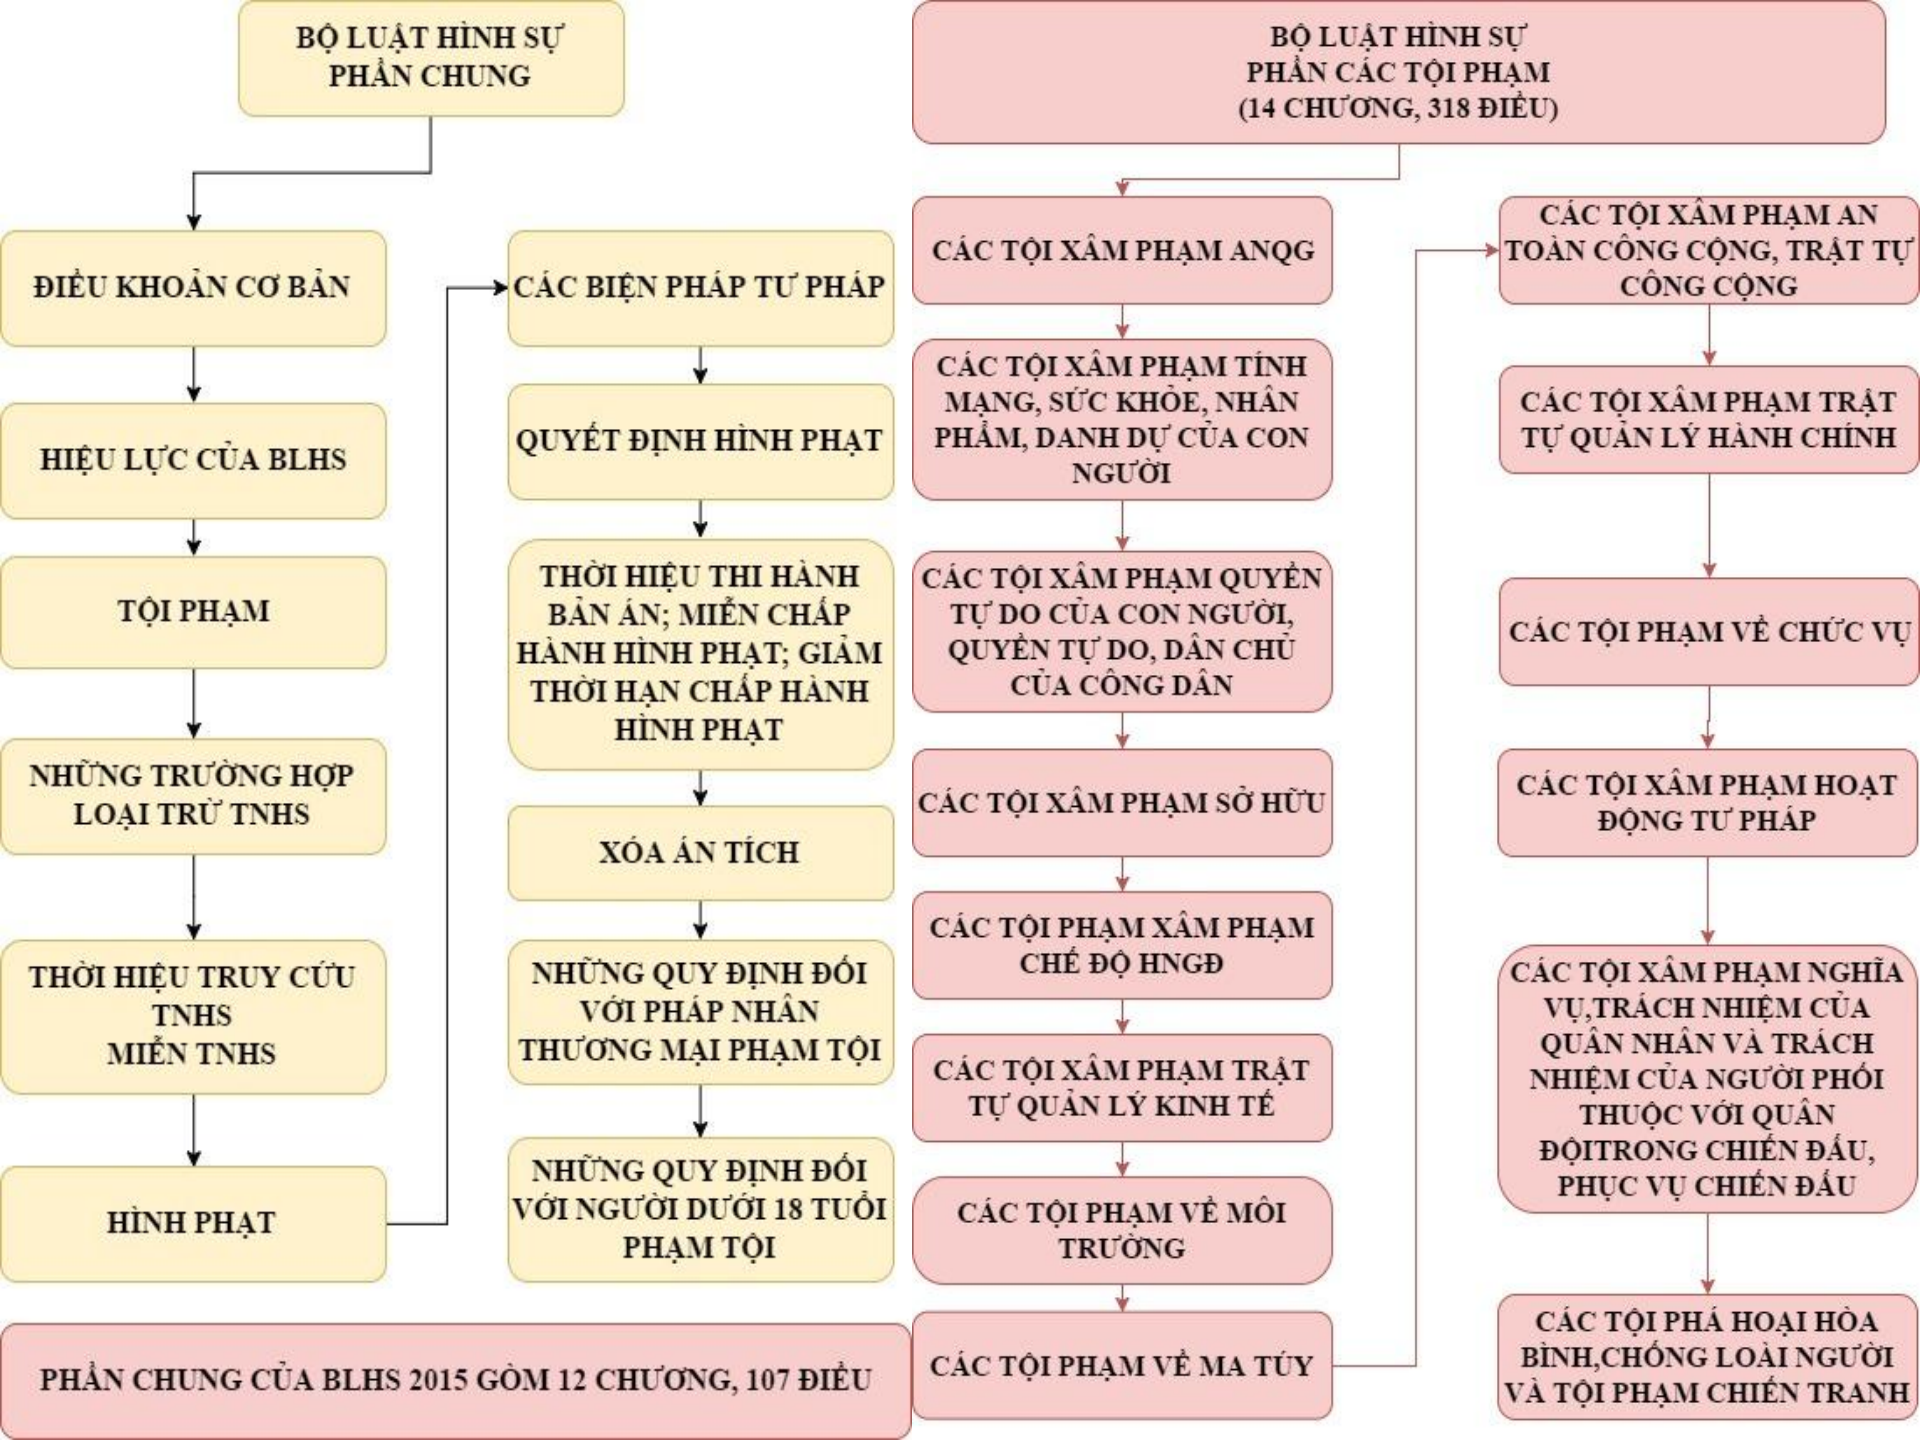 BỘ LUẬT HÌNH SỰ
PHẦN CHUNG
ĐIỀU KHOẢN CƠ BẢN
HIỆU LỰC CỦA BLHS
TỘI PHẠM
NHỮNG TRƯỜNG HỢP
LOẠI TRỪ TNHS
THỜI HIỆU TRUY CỨU
TNHS
MIỄN TNHS
HÌNH PHẠT
CÁC BIỆN PHÁP TƯ PHÁP
QUYẾT ĐỊNH HÌNH PHẠT
THỜI HIỆU THI HÀNH
BẢN ÁN; MIỄN CHẤP
HÀNH HÌNH PHẠT; GIẢM
THỜI HẠN CHẤP HÀNH
HÌNH PHẠT
XÓA ÁN TÍCH
NHỮNG QUY ĐỊNH ĐỐI
VỚI PHÁP NHÂN
THƯƠNG MẠI PHẠM TỘI
NHỮNG QUY ĐỊNH ĐỐI
VỚI NGƯỜI DƯỚI 18 TUỔI
PHẠM TỘI
PHẦN CHUNG CỦA BLHS 2015 GỒM 12 CHƯƠNG, 107 ĐIỀU
BỘ LUẬT HÌNH SỰ
PHẦN CÁC TỘI PHẠM
(14 CHƯƠNG, 318 ĐIỀU)
CÁC TỘI XÂM PHẠM ANQG
CÁC TỘI XÂM PHẠM TÍNH
MẠNG, SỨC KHỎE, NHÂN
PHẨM, DANH DỰ CỦA CON
NGƯỜI
CÁC TỘI XÂM PHẠM QUYỀN
TỰ DO CỦA CON NGƯỜI,
QUYỀN TỰ DO, DÂN CHỦ
CỦA CÔNG DÂN
CÁC TỘI XÂM PHẠM SỞ HỮU
CÁC TỘI PHẠM XÂM PHẠM
CHẾ ĐỘ HNGĐ
CÁC TỘI XÂM PHẠM TRẬT
TỰ QUẢN LÝ KINH TẾ
CÁC TỘI PHẠM VỀ MÔI
TRƯỜNG
CÁC TỘI PHẠM VỀ MA TÚY
CÁC TỘI XÂM PHẠM AN
TOÀN CÔNG CỘNG, TRẬT TỰ
CÔNG CỘNG
CÁC TỘI XÂM PHẠM TRẬT
TỰ QUẢN LÝ HÀNH CHÍNH
CÁC TỘI PHẠM VỀ CHỨC VỤ
CÁC TỘI XÂM PHẠM HOẠT
ĐỘNG TƯ PHÁP
CÁC TỘI XÂM PHẠM NGHĨA
VỤ,TRÁCH NHIỆM CỦA
QUÂN NHÂN VÀ TRÁCH
NHIỆM CỦA NGƯỜI PHỐI
THUỘC VỚI QUÂN
ĐỘITRONG CHIẾN ĐẤU,
PHỤC VỤ CHIẾN ĐẤU
CÁC TỘI PHÁ HOẠI HÒA
BÌNH,CHỐNG LOÀI NGƯỜI
VÀ TỘI PHẠM CHIẾN TRANH